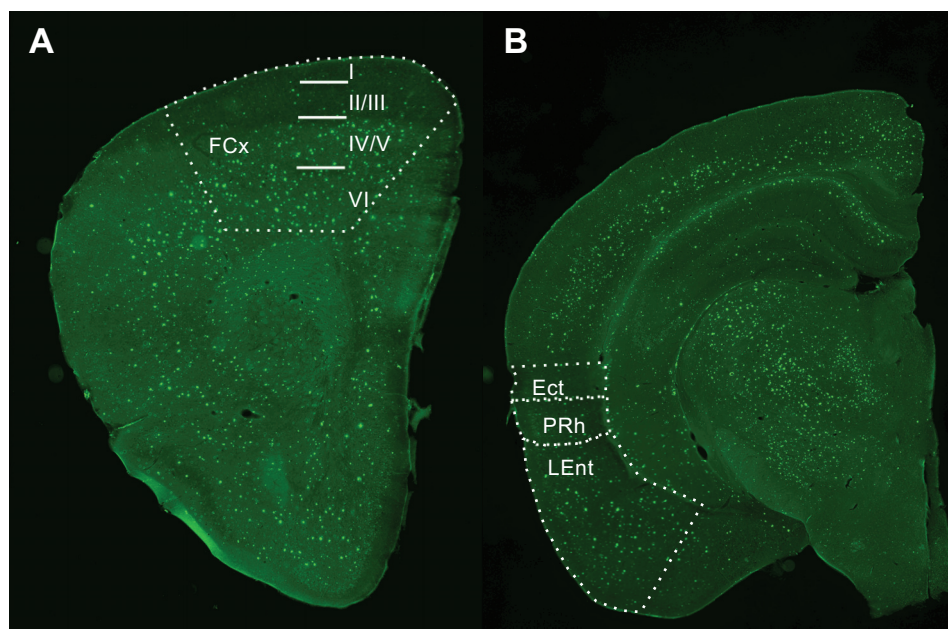 A
B
I
II/III
FCx
IV/V
VI
Ect
PRh
LEnt